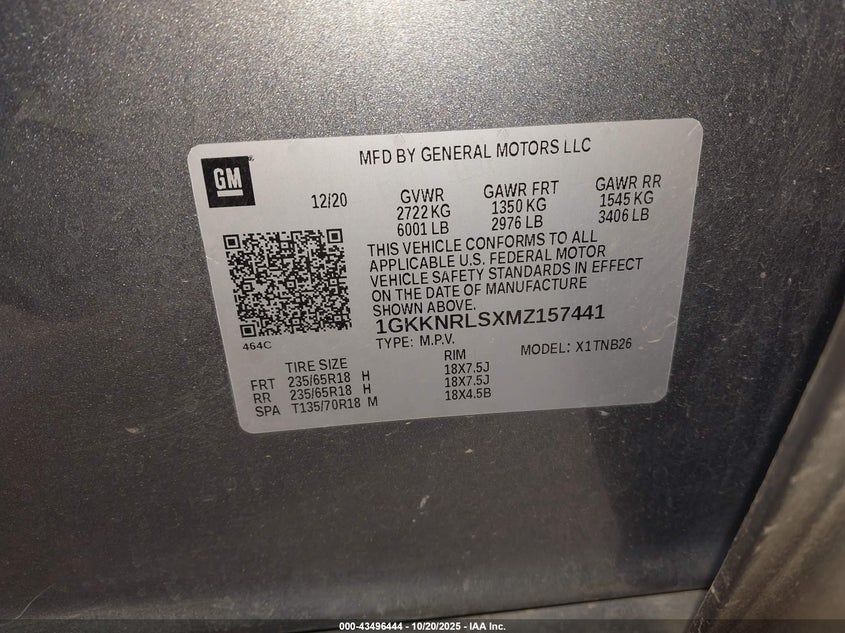 GM
MFD BY GENERAL MOTORS LLC
12/20
GVWR
2722 KG
6001 LB
GAWR FRT
1350 KG
2976 LB
GAWR RR
1545 KG
3406 LB
THIS VEHICLE CONFORMS TO ALL
APPLICABLE U.S. FEDERAL MOTOR
VEHICLE SAFETY STANDARDS IN EFFECT
ON THE DATE OF MANUFACTURE
SHOWN ABOVE.
1GKKNRLSXMZ157441
TYPE: M.P.V.
MODEL: X1TNB26
464C
TIRE SIZE
RIM
FRT 235/65R18 H 18X7.5J
RR 235/65R18 H 18X7.5J
SPA T135/70R18 M 18X4.5B
000-43496444 | 10/20/2025 - IAA Inc.